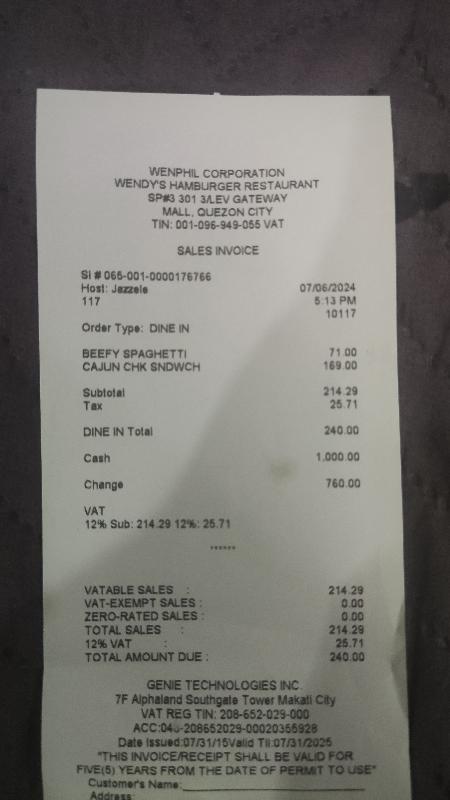 WENPHIL CORPORATION
WENDY'S HAMBURGER RESTAURANT
SP#3 301 3/LEV GATEWAY
MALL, QUEZON CITY
TIN: 001-096-949-055 VAT
SALES INVOICE
SI # 065-001-0000176766
Host: Jazzele 07/06/2024
117 5:13 PM
10117
Order Type: DINE IN
BEEFY SPAGHETTI 71.00
CAJUN CHK SNDWCH 169.00
Subtotal 214.29
Tax 25.71
DINE IN Total 240.00
Cash 1,000.00
Change 760.00
VAT
12% Sub: 214.29 12%: 25.71
******
VATABLE SALES : 214.29
VAT-EXEMPT SALES : 0.00
ZERO-RATED SALES : 0.00
TOTAL SALES : 214.29
12% VAT : 25.71
TOTAL AMOUNT DUE : 240.00
GENIE TECHNOLOGIES INC.
7F Alphaland Southgate Tower Makati City
VAT REG TIN: 208-652-029-000
ACC:043-208652029-00020355928
Date Issued:07/31/15Valid Til:07/31/2025
"THIS INVOICE/RECEIPT SHALL BE VALID FOR
FIVE(5) YEARS FROM THE DATE OF PERMIT TO USE"
Customer's Name:
Address: